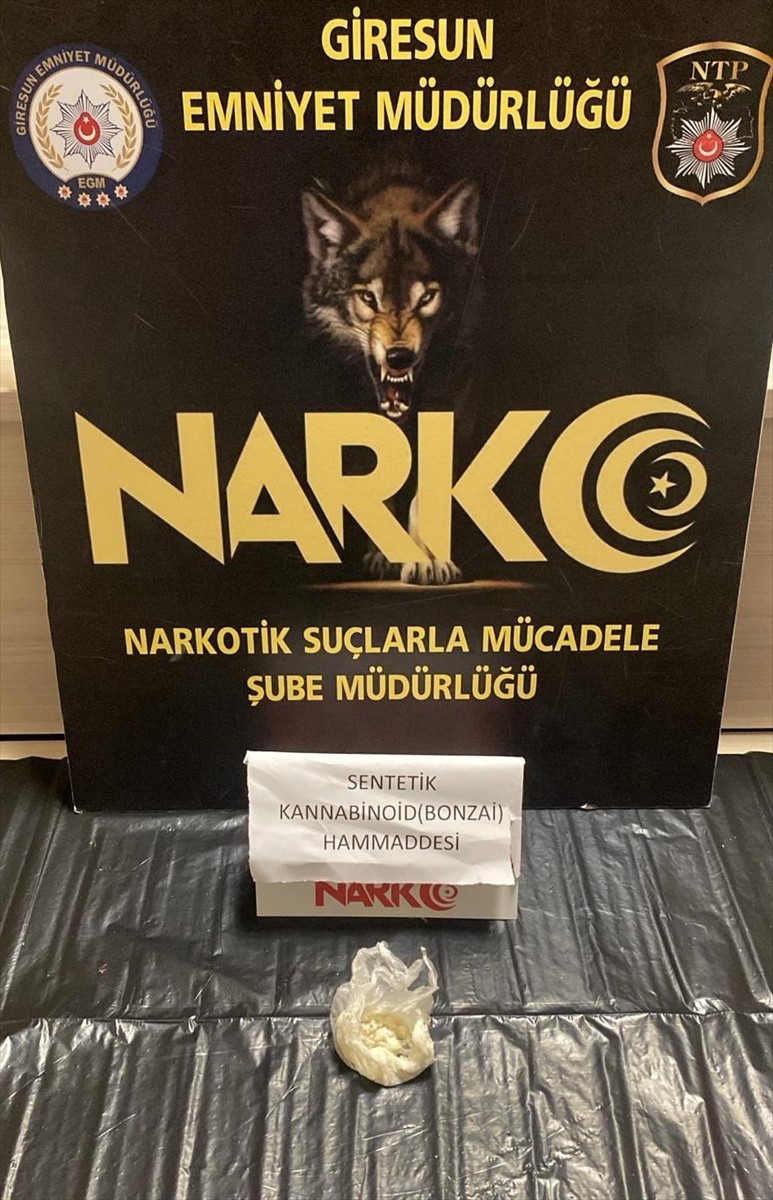 GİRESUN
EMNİYET MÜDÜRLÜĞÜ
GİRESUN EMNİYET MÜDÜRLÜĞÜ
EGM
NTP
NARKO
NARKOTİK SUÇLARLA MÜCADELE
ŞUBE MÜDÜRLÜĞÜ
SENTETİK
KANNABİNOİD(BONZAİ)
HAMMADDESİ
NARKO